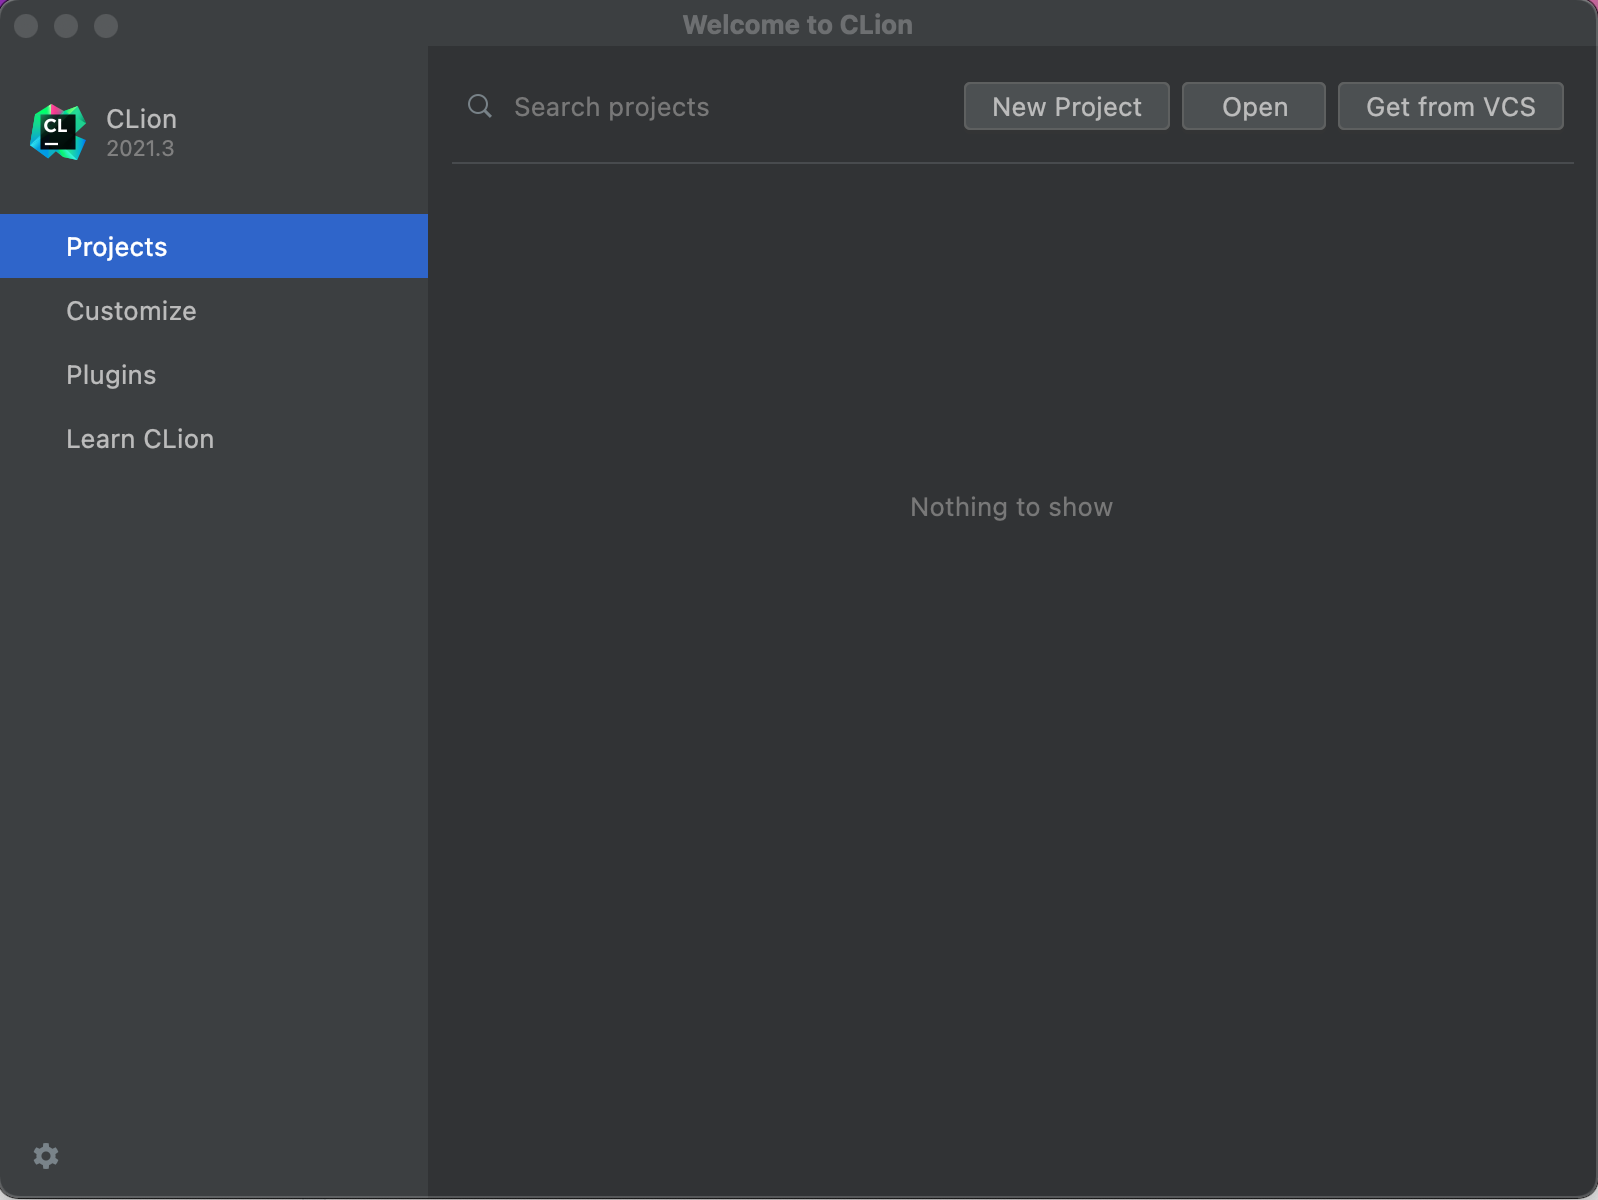 Welcome to CLion
CL
CLion
2021.3
Projects
Customize
Plugins
Learn CLion
Search projects
New Project
Open
Get from VCS
Nothing to show